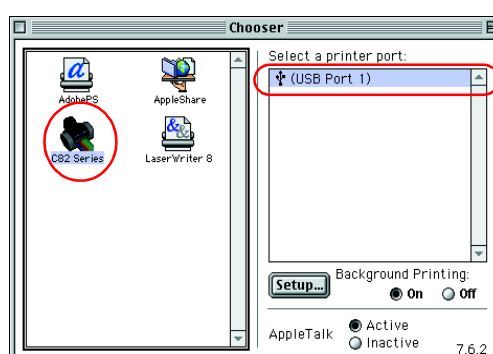 Chooser
AdobePS
AppleShare
C82 Series
LaserWriter 8
Select a printer port:
(USB Port 1)
Setup...
Background Printing:
On Off
AppleTalk
Active
Inactive
7.6.2